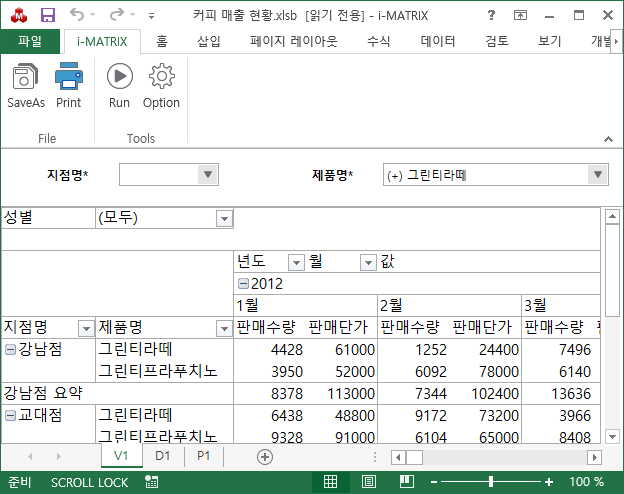 커피 매출 현황.xlsb [읽기 전용] - i-MATRIX
파일 i-MATRIX 홈 삽입 페이지 레이아웃 수식 데이터 검토 보기 개발
SaveAs Print Run Option
File Tools
지점명* 제품명* (+) 그린티라떼
성별 (모두)
년도 월 값
2012
1월 2월 3월
지점명 제품명 판매수량 판매단가 판매수량 판매단가 판매수량
강남점 그린티라떼 4428 61000 1252 24400 7496
그린티프라푸치노 3950 52000 6092 78000 6140
강남점 요약 8378 113000 7344 102400 13636
교대점 그린티라떼 6438 48800 9172 73200 3966
그린티프라푸치노 9328 91000 6104 65000 8408
V1 D1 P1
준비 SCROLL LOCK 100 %